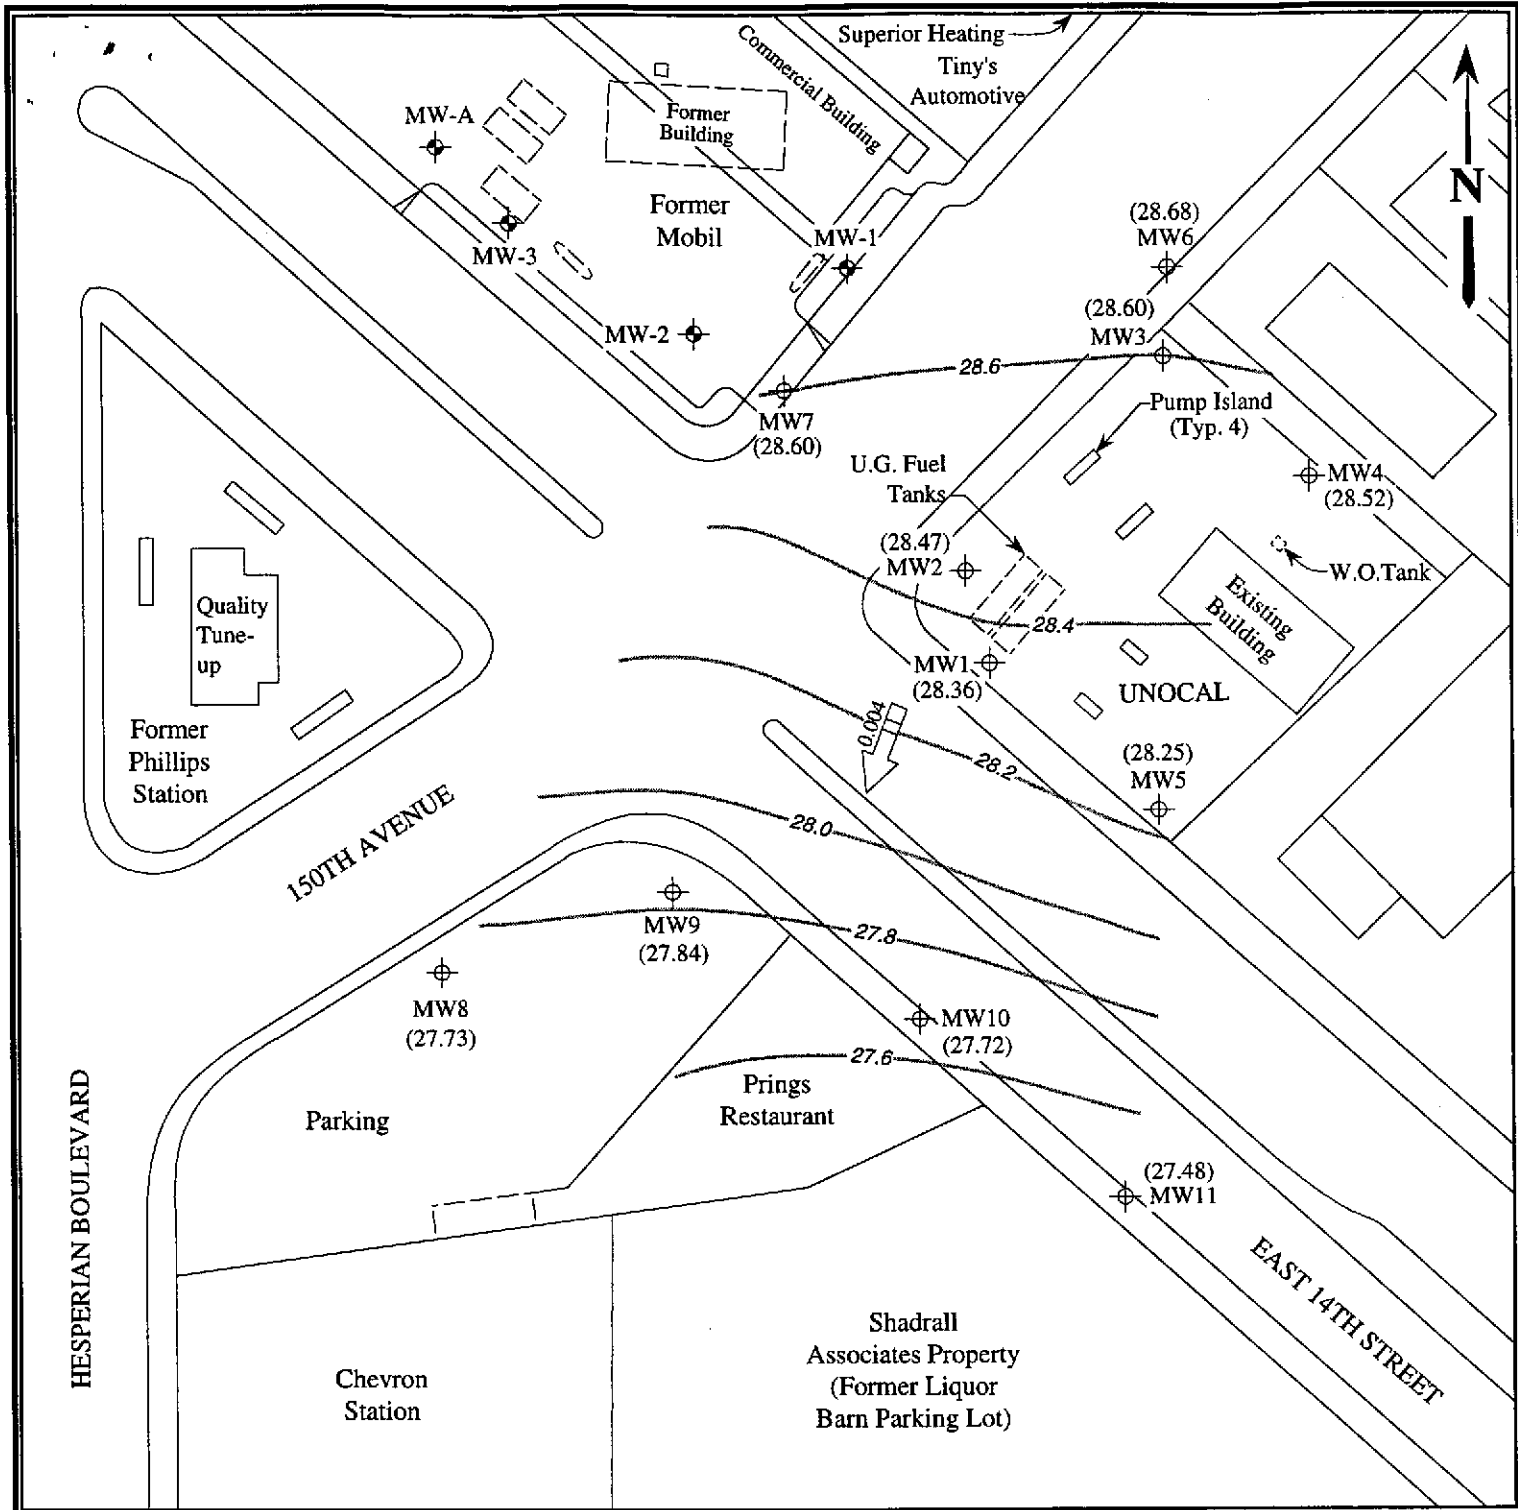 Superior Heating
Tiny's
Automotive
Commercial Building
Former
Building
MW-A
N
Former
Mobil
(28.68)
MW6
MW-1
MW-3
(28.60)
MW3
MW-2
28.6
Pump Island
(Typ. 4)
MW7
(28.60)
U.G. Fuel
Tanks
MW4
(28.52)
(28.47)
MW2
W.O.Tank
Existing
Building
Quality
Tune-
up
28.4
MW1
(28.36)
UNOCAL
0.004
Former
Phillips
Station
28.2
(28.25)
MW5
150TH AVENUE
28.0
MW9
(27.84)
27.8
MW8
(27.73)
MW10
(27.72)
27.6
Prings
Restaurant
Parking
HESPERIAN BOULEVARD
(27.48)
MW11
EAST 14TH STREET
Shadrall
Associates Property
(Former Liquor
Barn Parking Lot)
Chevron
Station